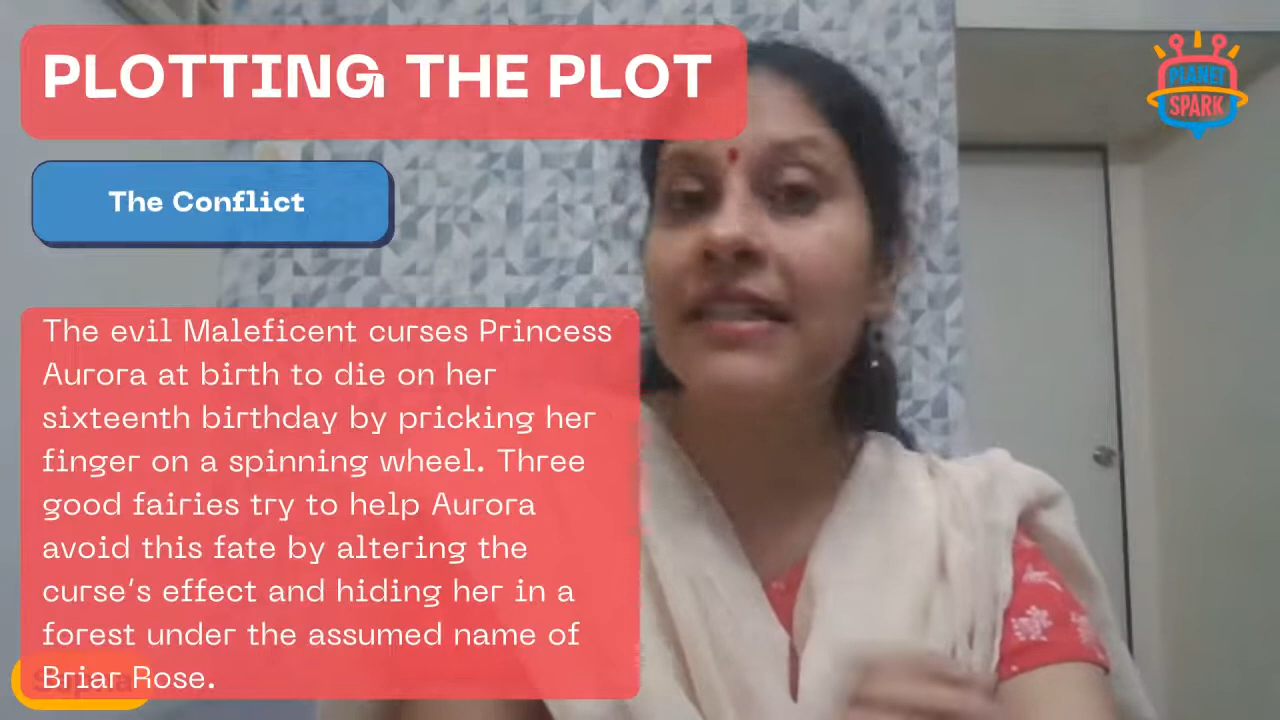 PLOTTING THE PLOT
PLANET
SPARK
The Conflict
The evil Maleficent curses Princess
Aurora at birth to die on her
sixteenth birthday by pricking her
finger on a spinning wheel. Three
good fairies try to help Aurora
avoid this fate by altering the
curse's effect and hiding her in a
forest under the assumed name of
Briar Rose.